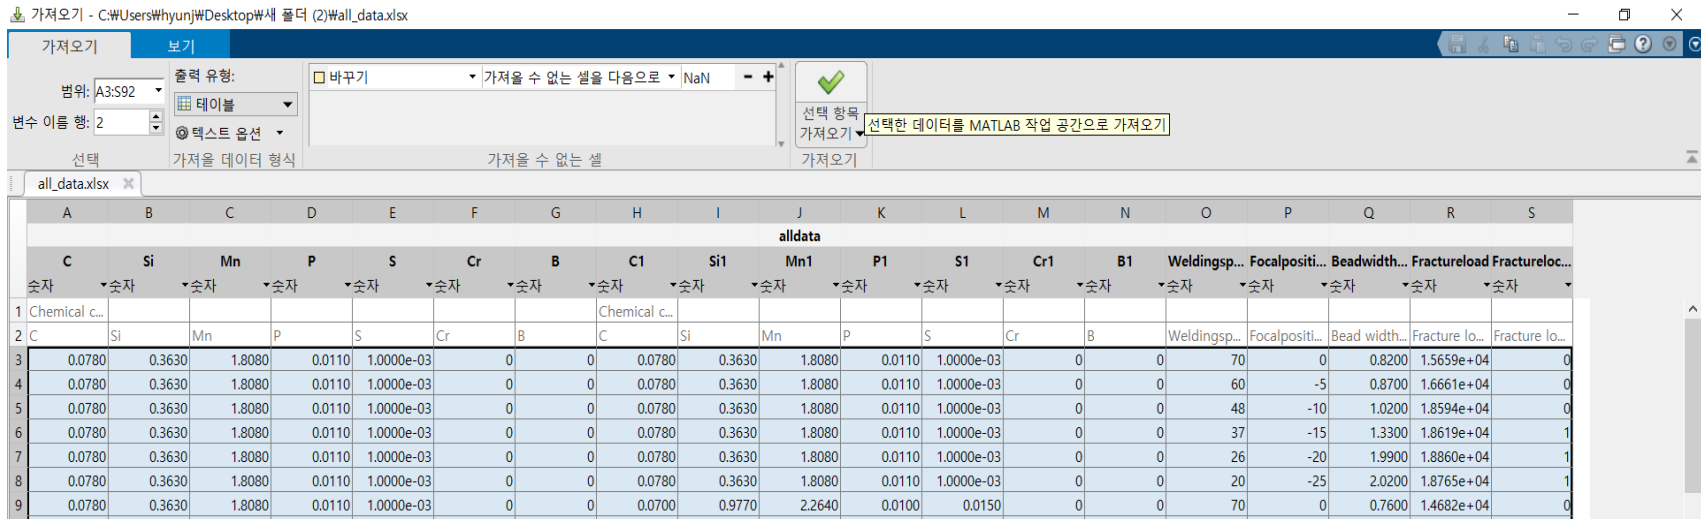 가져오기 - C:₩Users₩hyunj₩Desktop₩새 폴더 (2)₩all_data.xlsx
가져오기 보기
범위: A3:S92
변수 이름 행: 2
선택
출력 유형:
테이블
텍스트 옵션
가져올 데이터 형식
바꾸기 가져올 수 없는 셀을 다음으로 NaN - +
가져올 수 없는 셀
선택 항목
가져오기
가져오기
선택한 데이터를 MATLAB 작업 공간으로 가져오기
all_data.xlsx
A B C D E F G H I J K L M N O P Q R S
alldata
C Si Mn P S Cr B C1 Si1 Mn1 P1 S1 Cr1 B1 Weldingsp... Focalpositi... Beadwidth... Fractureload Fractureloc...
숫자 숫자 숫자 숫자 숫자 숫자 숫자 숫자 숫자 숫자 숫자 숫자 숫자 숫자 숫자 숫자 숫자 숫자 숫자
1 Chemical c... Chemical c...
2 C Si Mn P S Cr B C Si Mn P S Cr B Weldingsp... Focalpositi... Bead width... Fracture lo... Fracture lo...
3 0.0780 0.3630 1.8080 0.0110 1.0000e-03 0 0 0.0780 0.3630 1.8080 0.0110 1.0000e-03 0 0 70 0 0.8200 1.5659e+04 0
4 0.0780 0.3630 1.8080 0.0110 1.0000e-03 0 0 0.0780 0.3630 1.8080 0.0110 1.0000e-03 0 0 60 -5 0.8700 1.6661e+04 0
5 0.0780 0.3630 1.8080 0.0110 1.0000e-03 0 0 0.0780 0.3630 1.8080 0.0110 1.0000e-03 0 0 48 -10 1.0200 1.8594e+04 0
6 0.0780 0.3630 1.8080 0.0110 1.0000e-03 0 0 0.0780 0.3630 1.8080 0.0110 1.0000e-03 0 0 37 -15 1.3300 1.8619e+04 1
7 0.0780 0.3630 1.8080 0.0110 1.0000e-03 0 0 0.0780 0.3630 1.8080 0.0110 1.0000e-03 0 0 26 -20 1.9900 1.8860e+04 1
8 0.0780 0.3630 1.8080 0.0110 1.0000e-03 0 0 0.0780 0.3630 1.8080 0.0110 1.0000e-03 0 0 20 -25 2.0200 1.8765e+04 1
9 0.0780 0.3630 1.8080 0.0110 1.0000e-03 0 0 0.0700 0.9770 2.2640 0.0100 0.0150 0 0 70 0 0.7600 1.4682e+04 0